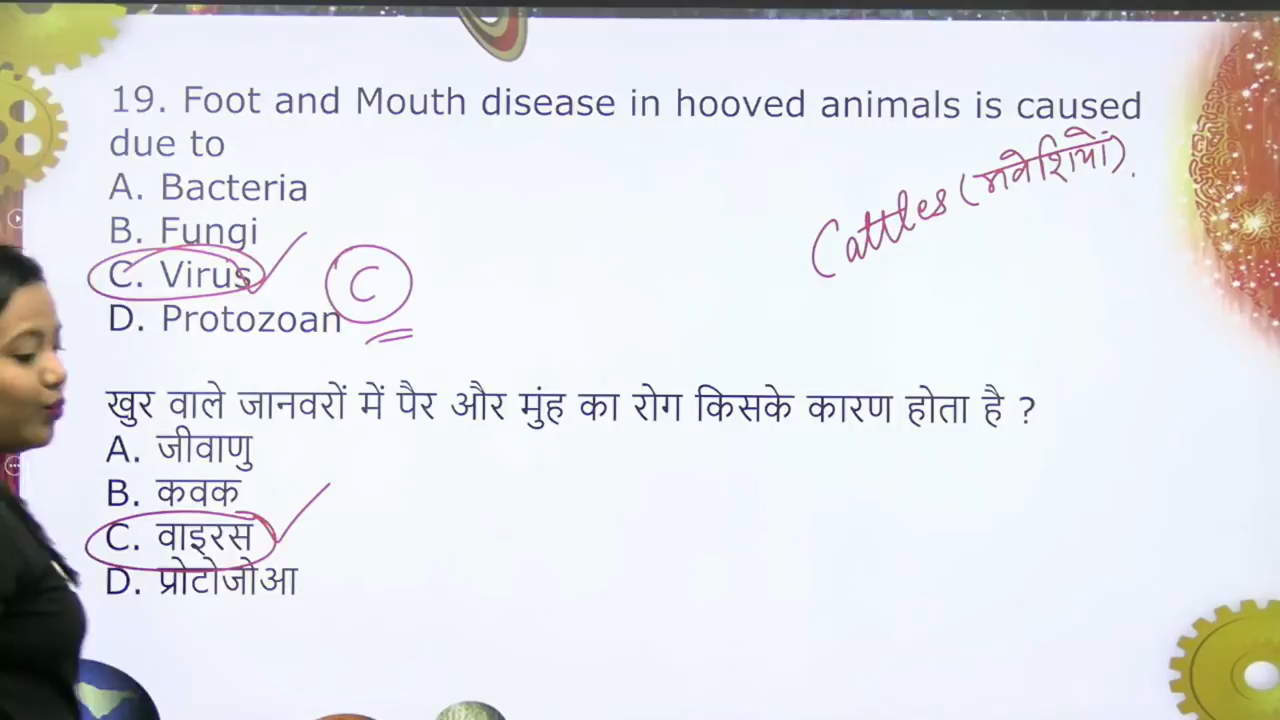 19. Foot and Mouth disease in hooved animals is caused
due to
A. Bacteria
B. Fungi
C. Virus
C
D. Protozoan
Cattles (मवेशियों).
खुर वाले जानवरों में पैर और मुंह का रोग किसके कारण होता है ?
A. जीवाणु
B. कवक
C. वाइरस
D. प्रोटोजोआ